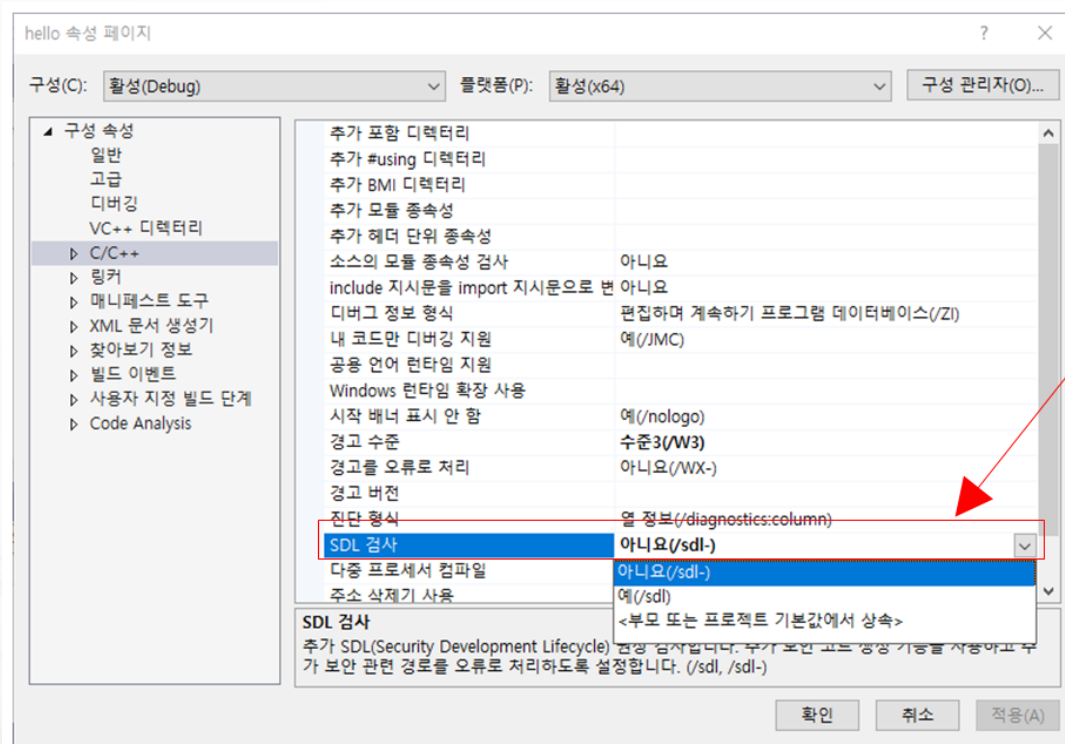 hello 속성 페이지
구성(C): 활성(Debug) 플랫폼(P): 활성(x64) 구성 관리자(O)...
구성 속성
일반
고급
디버깅
VC++ 디렉터리
C/C++
링커
매니페스트 도구
XML 문서 생성기
찾아보기 정보
빌드 이벤트
사용자 지정 빌드 단계
Code Analysis
추가 포함 디렉터리
추가 #using 디렉터리
추가 BMI 디렉터리
추가 모듈 종속성
추가 헤더 단위 종속성
소스의 모듈 종속성 검사 아니요
include 지시문을 import 지시문으로 변 아니요
디버그 정보 형식 편집하며 계속하기 프로그램 데이터베이스(/ZI)
내 코드만 디버깅 지원 예(/JMC)
공용 언어 런타임 지원
Windows 런타임 확장 사용
시작 배너 표시 안 함 예(/nologo)
경고 수준 수준3(/W3)
경고를 오류로 처리 아니요(/WX-)
경고 버전
진단 형식 열 정보(/diagnostics:column)
SDL 검사 아니요(/sdl-)
다중 프로세서 컴파일 아니요(/sdl-)
주소 삭제기 사용 예(/sdl)
<부모 또는 프로젝트 기본값에서 상속>
SDL 검사
추가 SDL(Security Development Lifecycle) 권장 검사입니다. 추가 보안 코드 생성 기능을 사용하고 추
가 보안 관련 경로를 오류로 처리하도록 설정합니다. (/sdl, /sdl-)
확인 취소 적용(A)